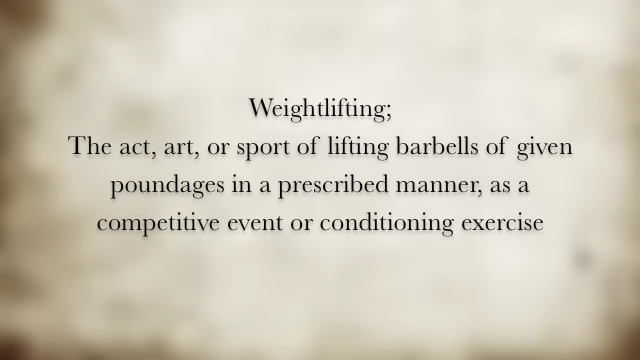 Weightlifting;
The act, art, or sport of lifting barbells of given
poundages in a prescribed manner, as a
competitive event or conditioning exercise